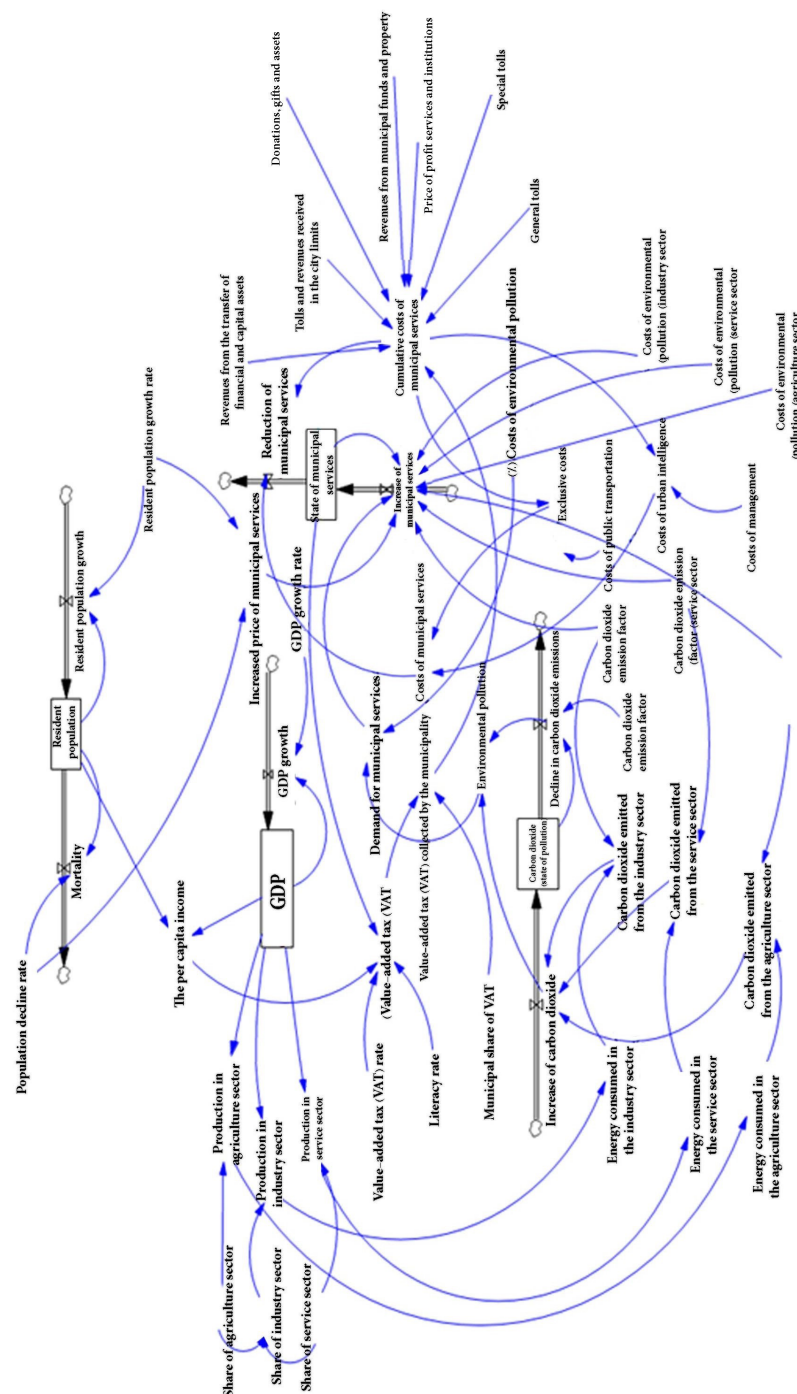 Population decline rate
Mortality
Resident
population
Resident population growth
Resident population growth rate
The per capita income
Share of agriculture sector
Share of industry sector
Share of service sector
Production in
agriculture sector
Production in
industry sector
Production in
service sector
GDP
GDP growth
GDP growth rate
Increased price of municipal services
Reduction of
municipal services
State of municipal
services
Increase of
municipal services
Revenues from the transfer of
financial and capital assets
Tolls and revenues received
in the city limits
Donations, gifts and assets
Revenues from municipal funds and property
Price of profit services and institutions
Special tolls
General tolls
Cumulative costs of
municipal services
Value-added tax (VAT) rate
(Value-added tax (VAT
Literacy rate
Municipal share of VAT
Demand for municipal services
Costs of municipal services
Value-added tax (VAT) collected by the municipality
Environmental pollution
(٪) Costs of environmental pollution
Exclusive costs
Costs of public transportation
Costs of urban intelligence
Costs of management
Costs of environmental
(pollution (industry sector
Costs of environmental
(pollution (service sector
Costs of environmental
(pollution (agriculture sector
Increase of carbon dioxide
Carbon dioxide
(state of pollution)
Decline in carbon dioxide emissions
Carbon dioxide
emission factor
Carbon dioxide
emission factor
Carbon dioxide emission
(factor (service sector
Carbon dioxide emitted
from the industry sector
Carbon dioxide emitted
from the service sector
Carbon dioxide emitted
from the agriculture sector
Energy consumed in
the industry sector
Energy consumed in
the service sector
Energy consumed in
the agriculture sector